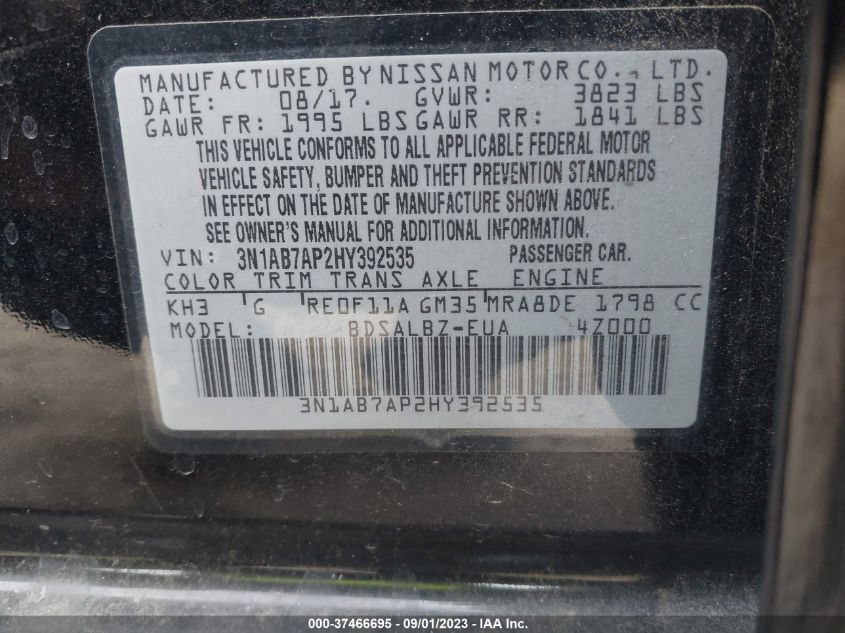 MANUFACTURED BY NISSAN MOTOR CO., LTD.
DATE: 08/17. GVWR: 3823 LBS
GAWR FR: 1995 LBS GAWR RR: 1841 LBS
THIS VEHICLE CONFORMS TO ALL APPLICABLE FEDERAL MOTOR
VEHICLE SAFETY, BUMPER AND THEFT PREVENTION STANDARDS
IN EFFECT ON THE DATE OF MANUFACTURE SHOWN ABOVE.
SEE OWNER'S MANUAL FOR ADDITIONAL INFORMATION.
VIN: 3N1AB7AP2HY392535 PASSENGER CAR.
COLOR TRIM TRANS AXLE ENGINE
KH3 G RE0F11A GM35 MRA8DE 1798 CC
MODEL: BDSALBZ-EUA 4Z000
3N1AB7AP2HY392535
000-37466695 - 09/01/2023 - © IAA Inc.